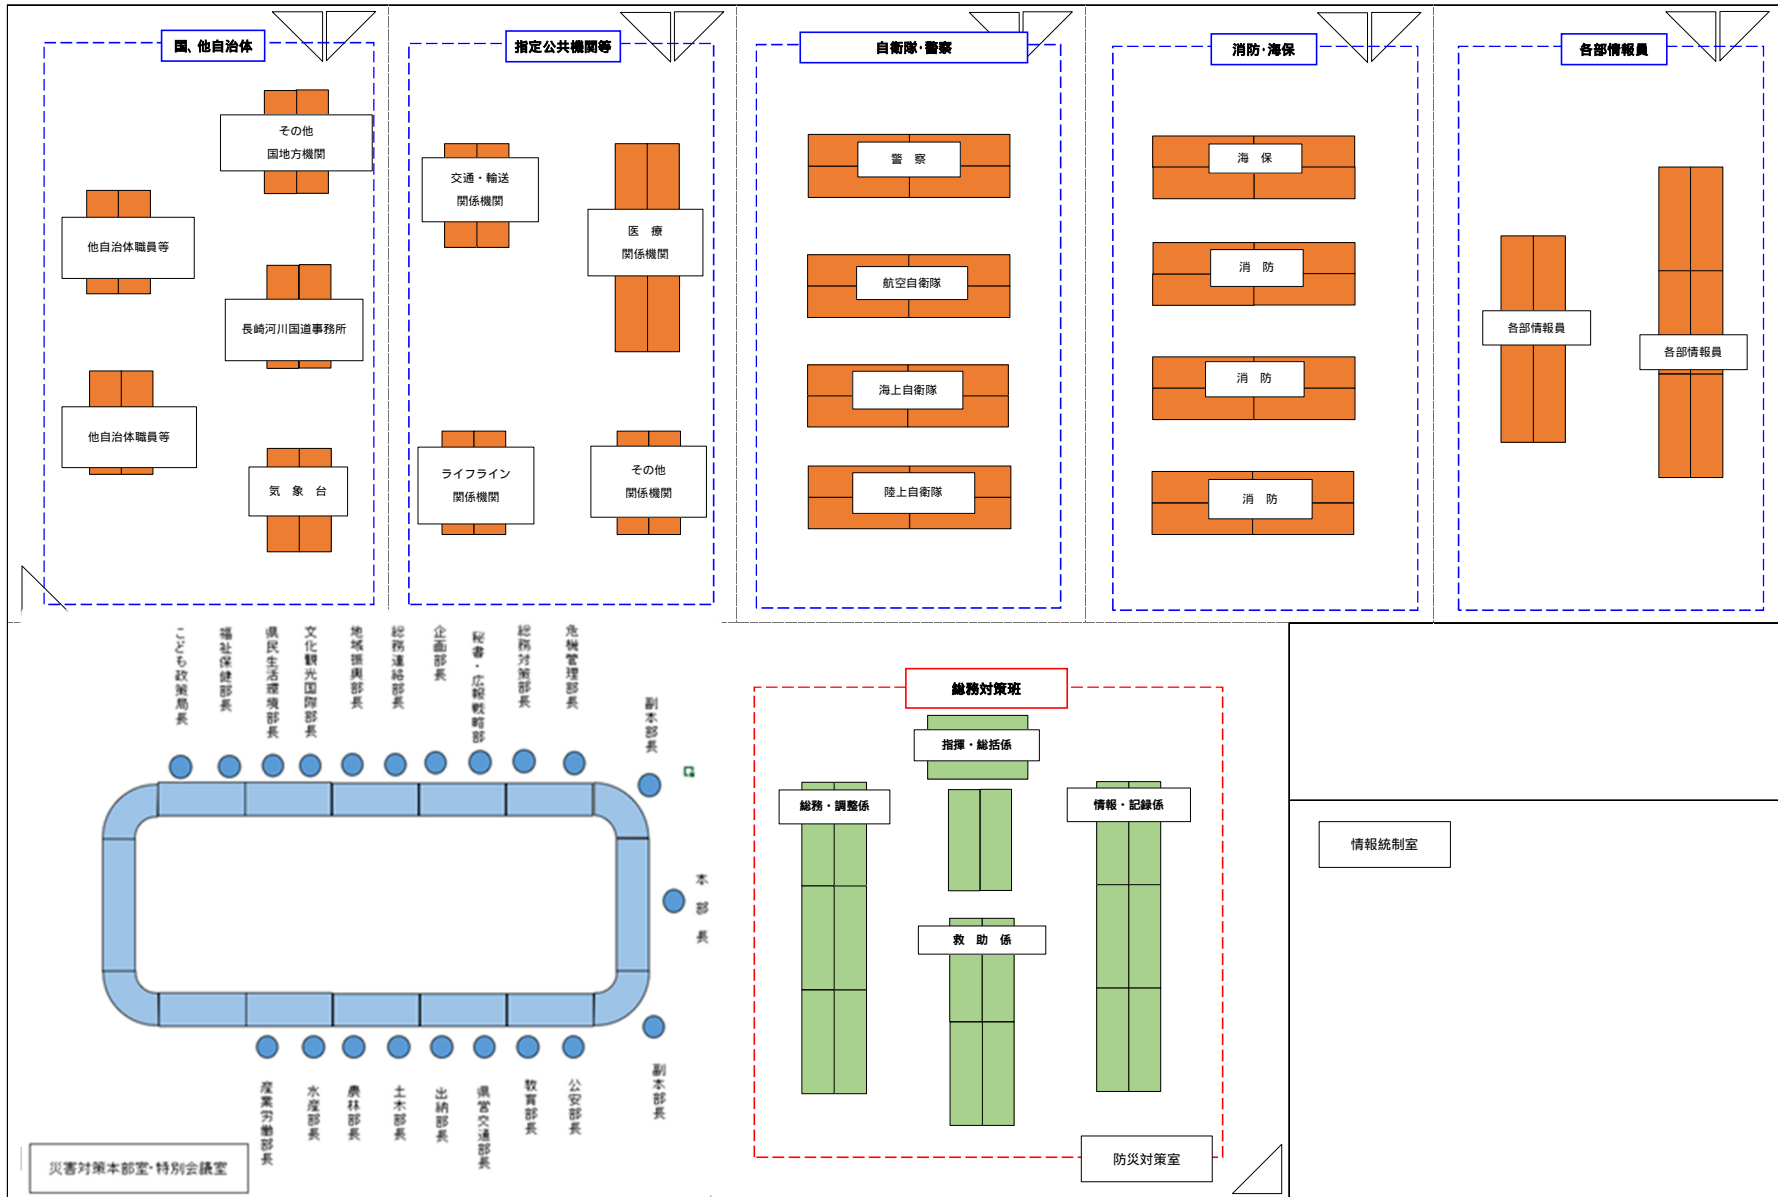 国、他自治体
指定公共機関等
自衛隊・警察
消防・海保
各部情報員
その他
国地方機関
他自治体職員等
長崎河川国道事務所
他自治体職員等
気 象 台
交通・輸送
関係機関
医 療
関係機関
ライフライン
関係機関
その他
関係機関
警 察
航空自衛隊
海上自衛隊
陸上自衛隊
海 保
消 防
消 防
消 防
各部情報員
各部情報員
こども政策局長
福祉保健部長
県民生活環境部長
文化観光国際部長
地域振興部長
総務連絡部長
企画部長
秘書・広報戦略部
総務対策部長
危機管理部長
副本部長
本 部 長
副本部長
産業労働部長
水産部長
農林部長
土木部長
出納部長
県営交通部長
教育部長
公安部長
災害対策本部室・特別会議室
総務対策班
指揮・総括係
総務・調整係
情報・記録係
救 助 係
防災対策室
情報統制室